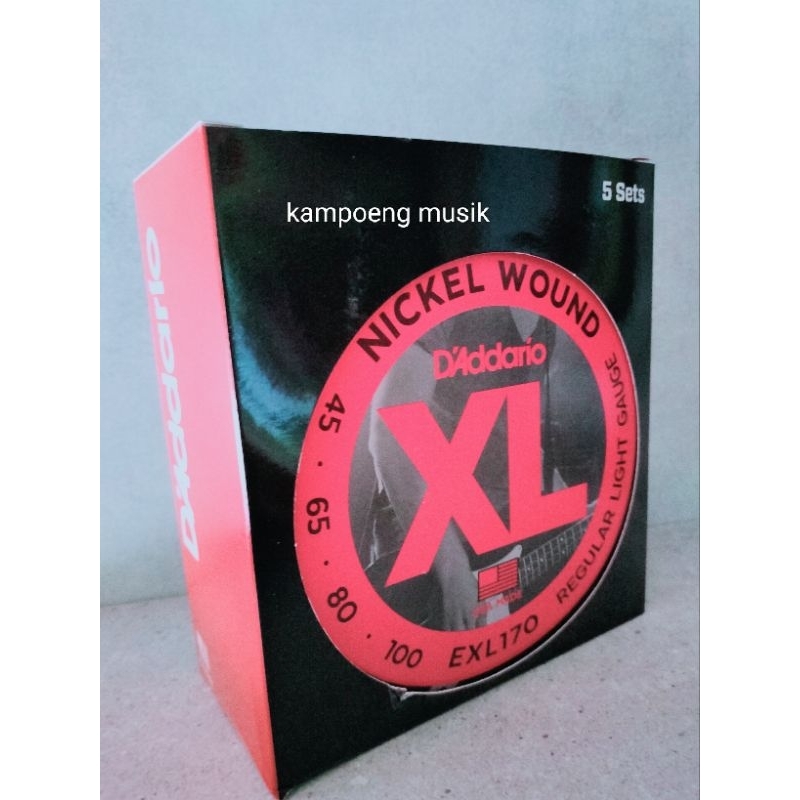 5 Sets
kampoeng musik
D'Addario
NICKEL WOUND
D'Addario
XL
45 · 65 · 80 · 100 EXL170 REGULAR LIGHT GAUGE